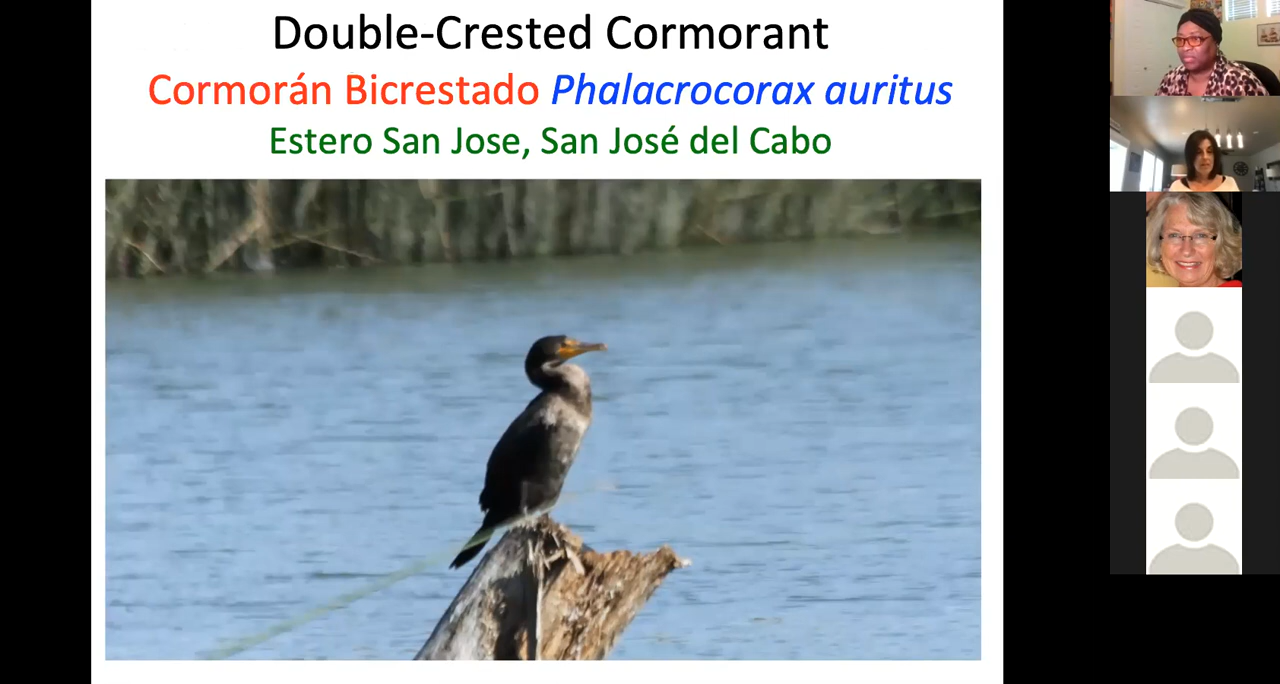 Double-Crested Cormorant
Cormorán Bicrestado Phalacrocorax auritus
Estero San Jose, San José del Cabo